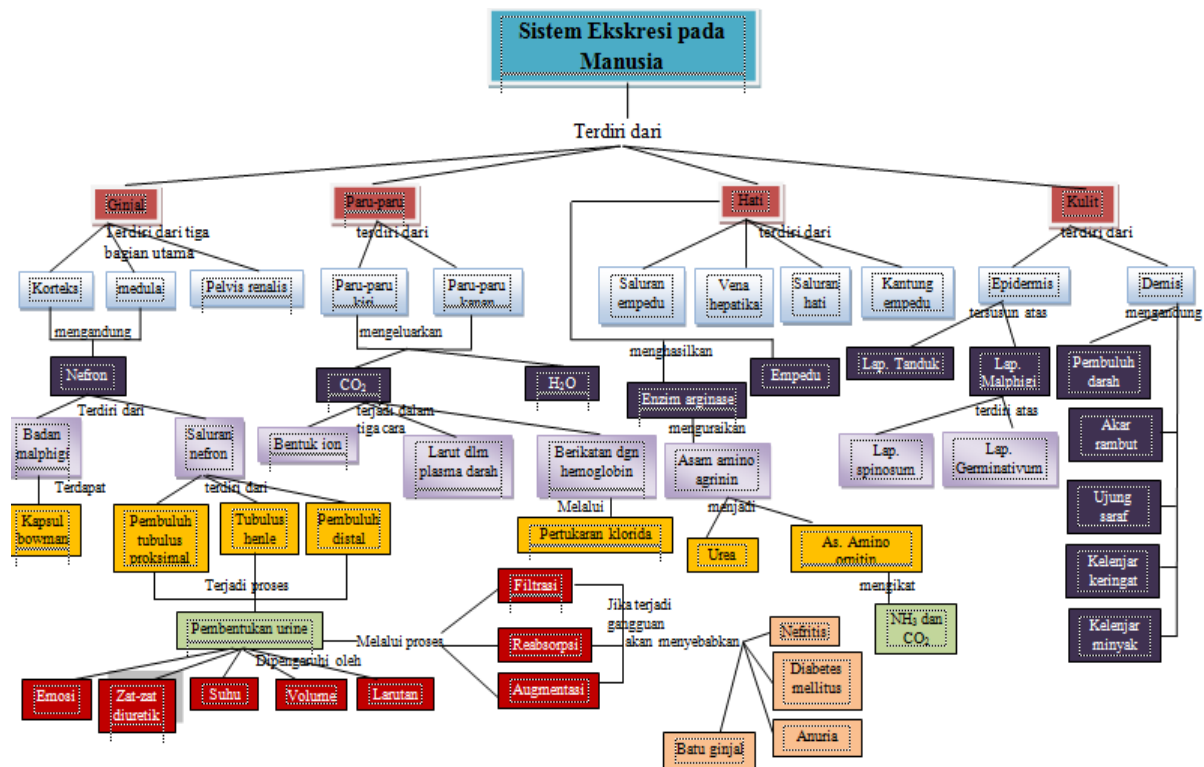 Sistem Ekskresi pada
Manusia
Terdiri dari
Ginjal
Paru-paru
Hati
Kulit
Terdiri dari tiga
bagian utama
terdiri dari
terdiri dari
terdiri dari
Korteks
medula
Pelvis renalis
Paru-paru
kiri
Paru-paru
kanan
Saluran
empedu
Vena
hepatika
Saluran
hati
Kantung
empedu
Epidermis
Demis
mengandung
mengeluarkan
menghasilkan
tersusun atas
mengandung
Nefron
CO₂
H₂O
Enzim arginase
Empedu
Lap. Tanduk
Lap.
Malphigi
Pembuluh
darah
Terdiri dari
terjadi dalam
tiga cara
menguraikan
terdiri atas
Badan
malphigi
Saluran
nefron
Bentuk ion
Larut dlm
plasma darah
Berikatan dgn
hemoglobin
Asam amino
agrinin
Lap.
spinosum
Lap.
Germinativum
Akar
rambut
Terdapat
terdiri dari
Melalui
menjadi
Kapsul
bowman
Pembuluh
tubulus
proksimal
Tubulus
henle
Pembuluh
distal
Pertukaran klorida
Urea
As. Amino
ornitin
Ujung
saraf
Terjadi proses
mengikat
Kelenjar
keringat
Filtrasi
Jika terjadi
gangguan
Pembentukan urine
Melalui proses
Reabsorpsi
akan menyebabkan
Nefritis
NH₃ dan
CO₂
Kelenjar
minyak
Dipengaruhi oleh
Augmentasi
Diabetes
mellitus
Emosi
Zat-zat
diuretik
Suhu
Volume
Larutan
Batu ginjal
Anuria